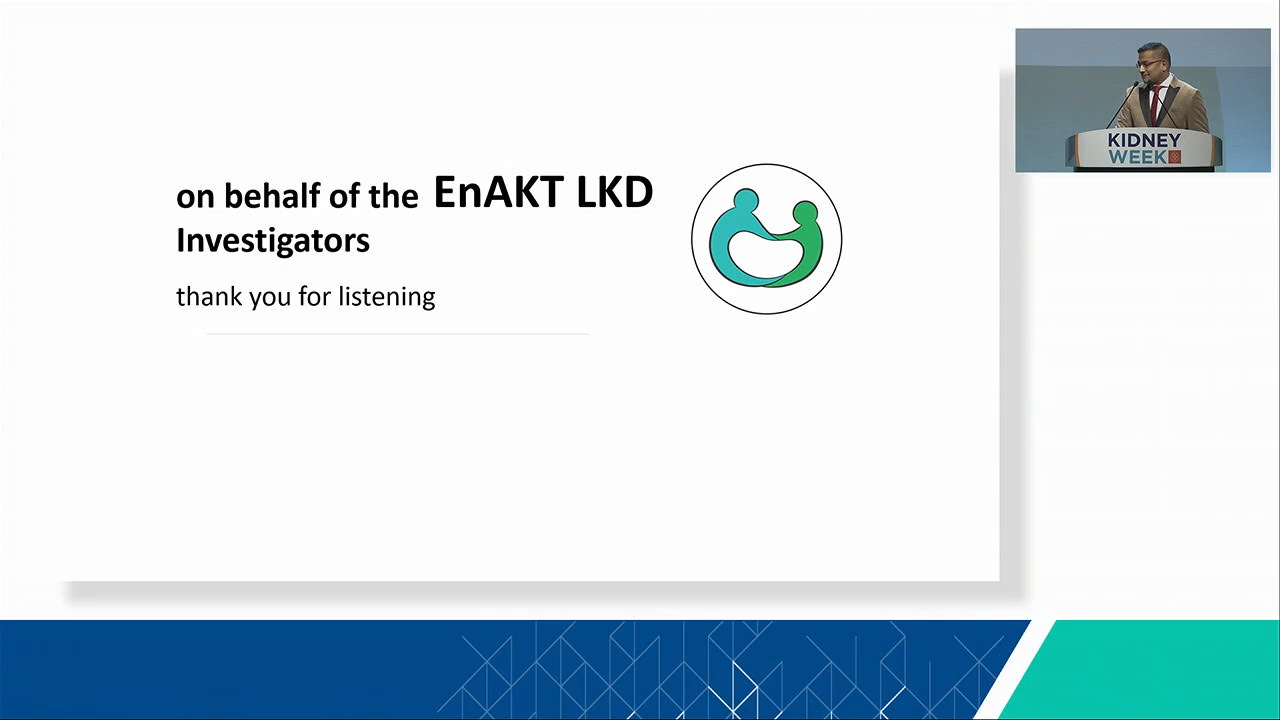 on behalf of the EnAKT LKD
Investigators
thank you for listening
KIDNEY
WEEK